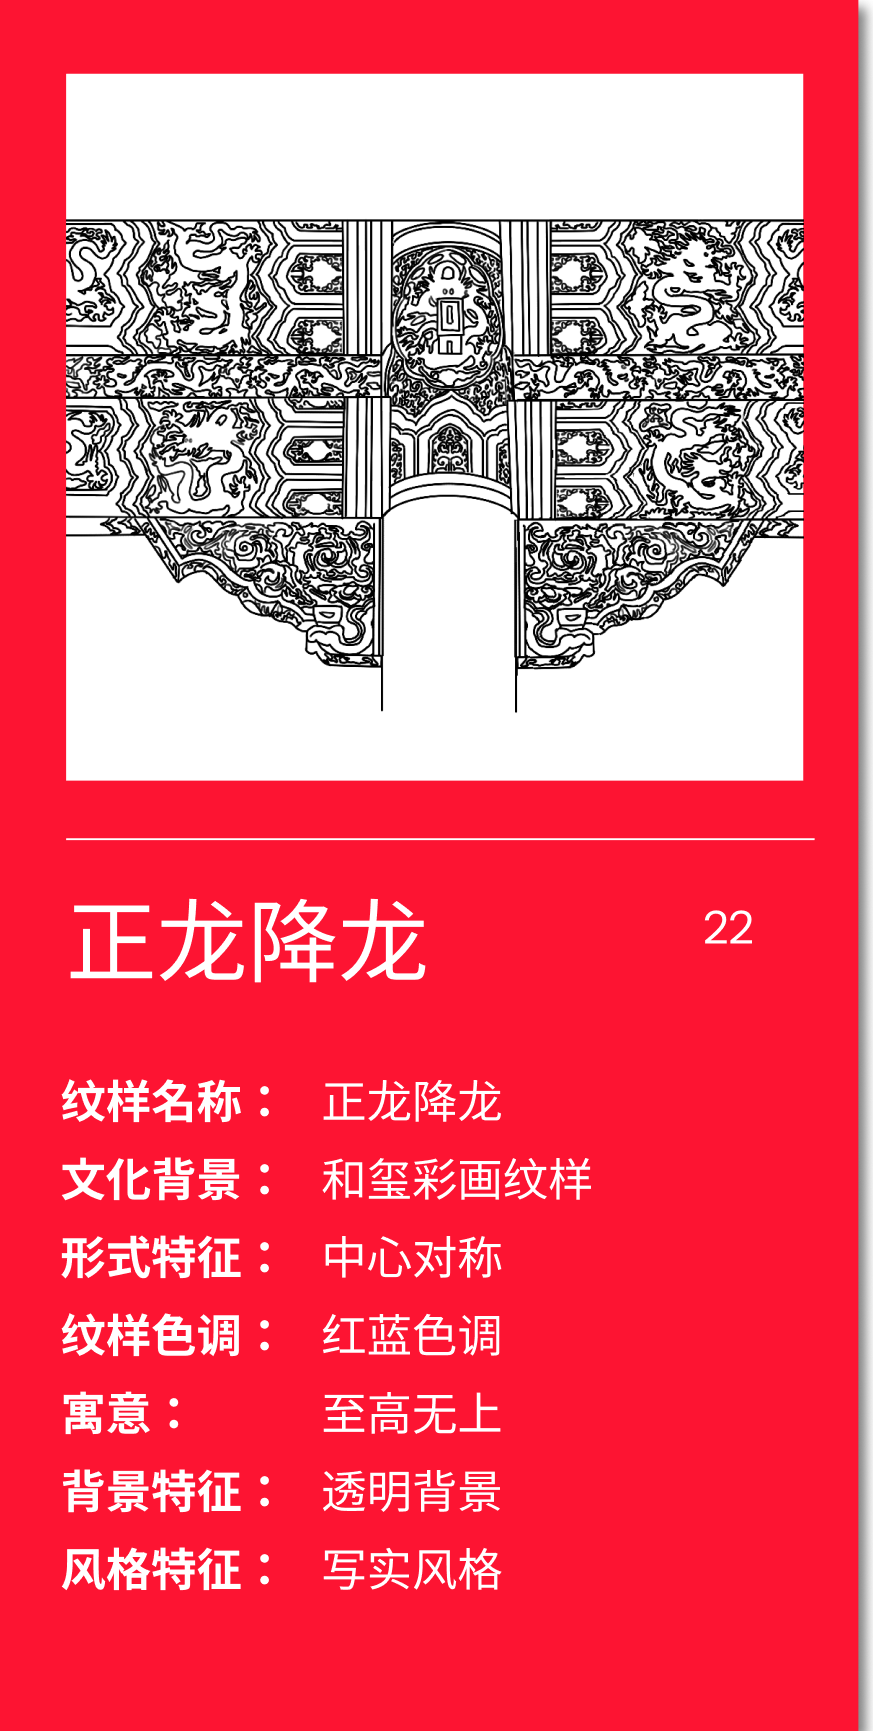 正龙降龙
22
纹样名称： 正龙降龙
文化背景： 和玺彩画纹样
形式特征： 中心对称
纹样色调： 红蓝色调
寓意： 至高无上
背景特征： 透明背景
风格特征： 写实风格